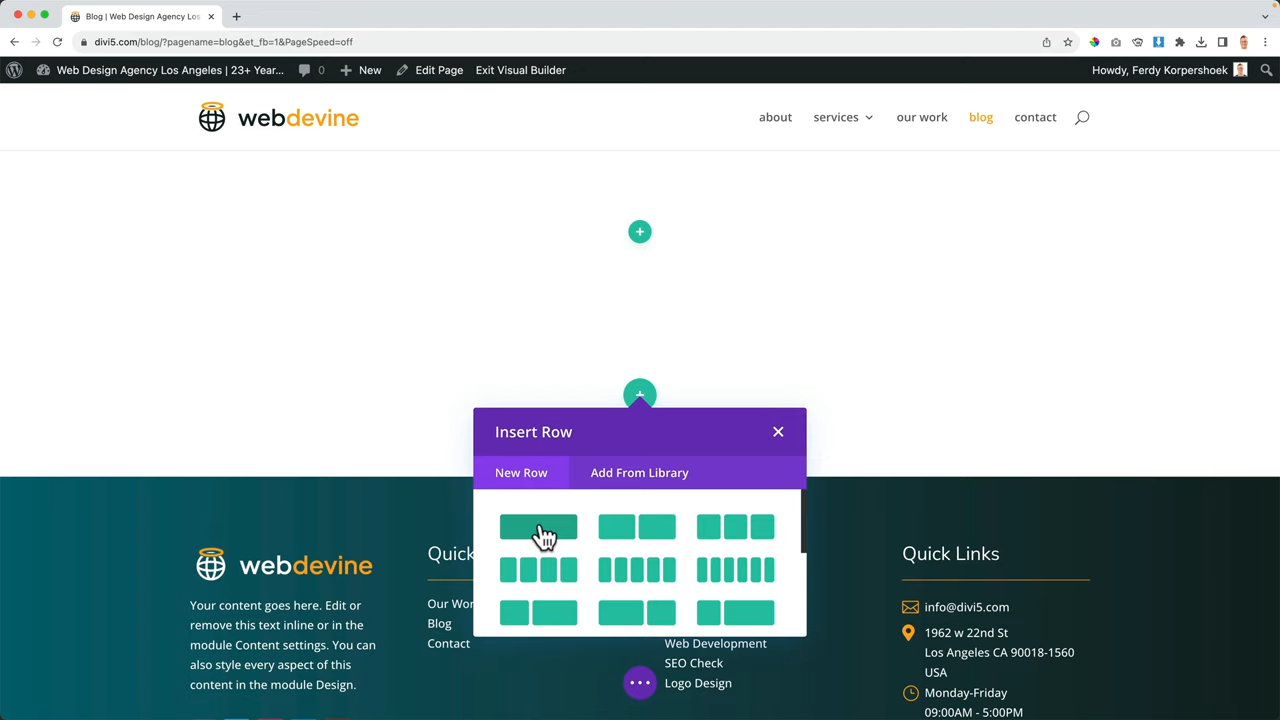 Blog | Web Design Agency Los
divi5.com/blog/?pagename=blog&et_fb=1&PageSpeed=off
Web Design Agency Los Angeles | 23+ Year... 0 New Edit Page Exit Visual Builder Howdy, Ferdy Korpershoek
webdevine about services our work blog contact
Insert Row
New Row Add From Library
webdevine
Your content goes here. Edit or
remove this text inline or in the
module Content settings. You can
also style every aspect of this
content in the module Design.
Quick
Our Wor
Blog
Contact
Web Development
SEO Check
Logo Design
Quick Links
info@divi5.com
1962 w 22nd St
Los Angeles CA 90018-1560
USA
Monday-Friday
09:00AM - 5:00PM